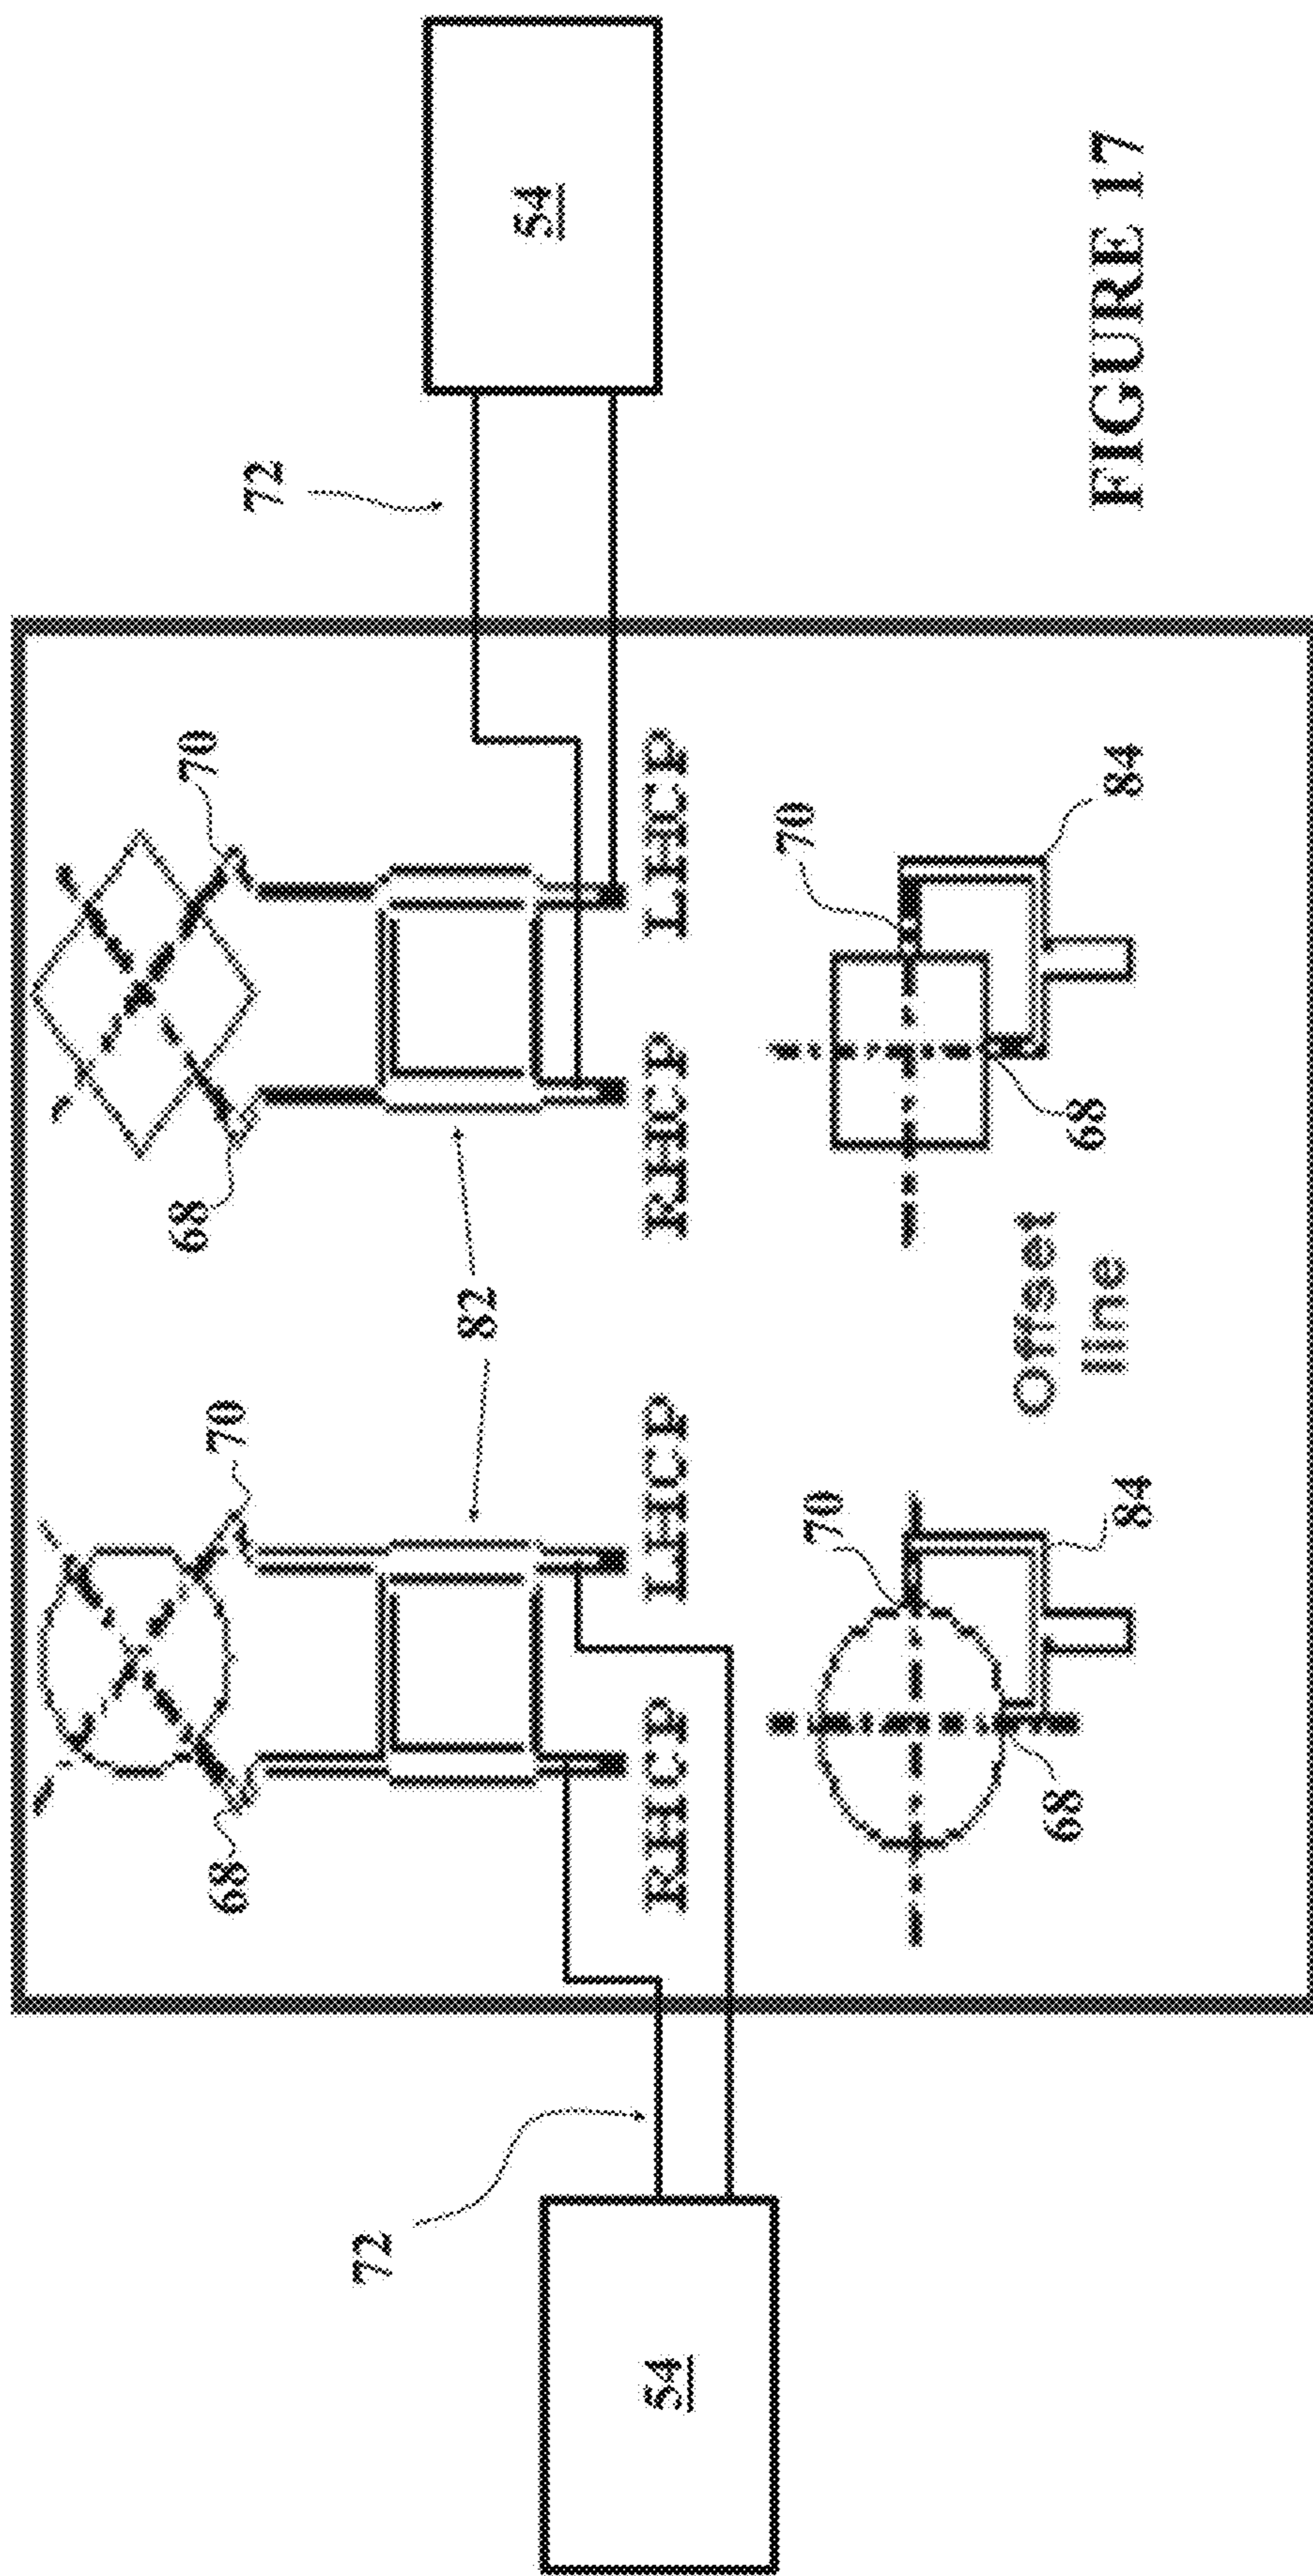 68
70
68
70
72
72
82
54
54
RHCP
LHCP
RHCP
LHCP
70
70
68
Offset
line
68
84
84
FIGURE 17